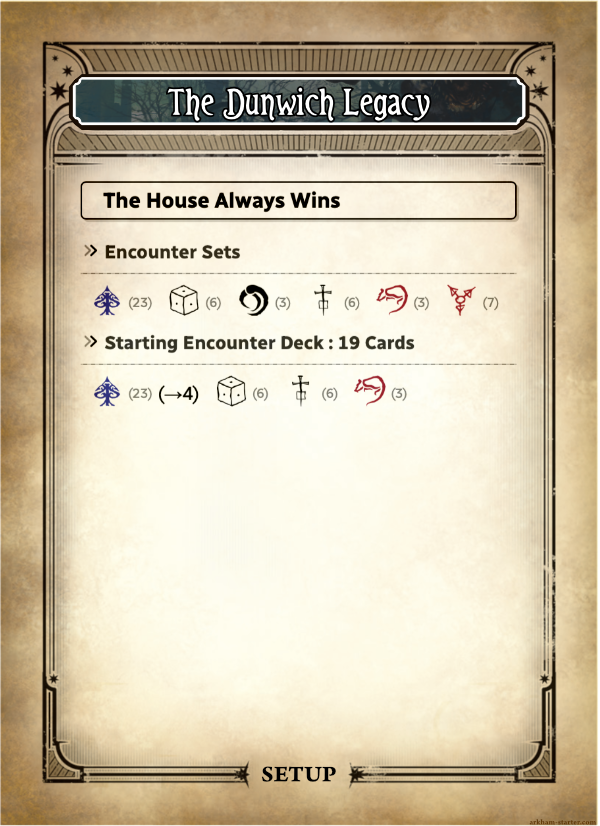 The Dunwich Legacy
The House Always Wins
» Encounter Sets
(23) (6) (3) (6) (3) (7)
» Starting Encounter Deck : 19 Cards
(23) (→4) (6) (6) (3)
SETUP
arkham-starter.com